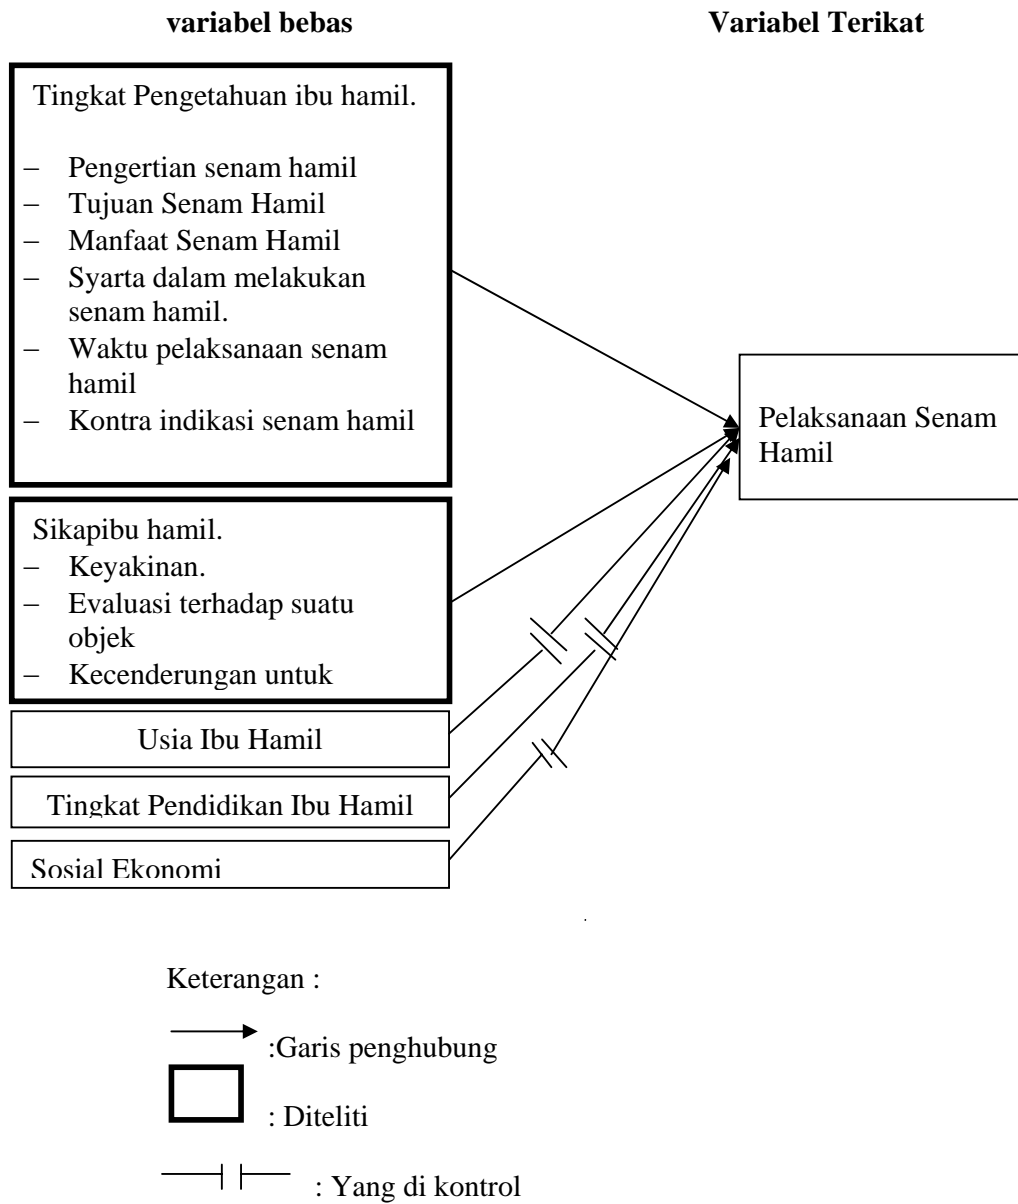 variabel bebas
Variabel Terikat
Tingkat Pengetahuan ibu hamil.
– Pengertian senam hamil
– Tujuan Senam Hamil
– Manfaat Senam Hamil
– Syarta dalam melakukan
senam hamil.
– Waktu pelaksanaan senam
hamil
– Kontra indikasi senam hamil
Sikapibu hamil.
– Keyakinan.
– Evaluasi terhadap suatu
objek
– Kecenderungan untuk
Usia Ibu Hamil
Tingkat Pendidikan Ibu Hamil
Sosial Ekonomi
Pelaksanaan Senam
Hamil
Keterangan :
:Garis penghubung
: Diteliti
: Yang di kontrol